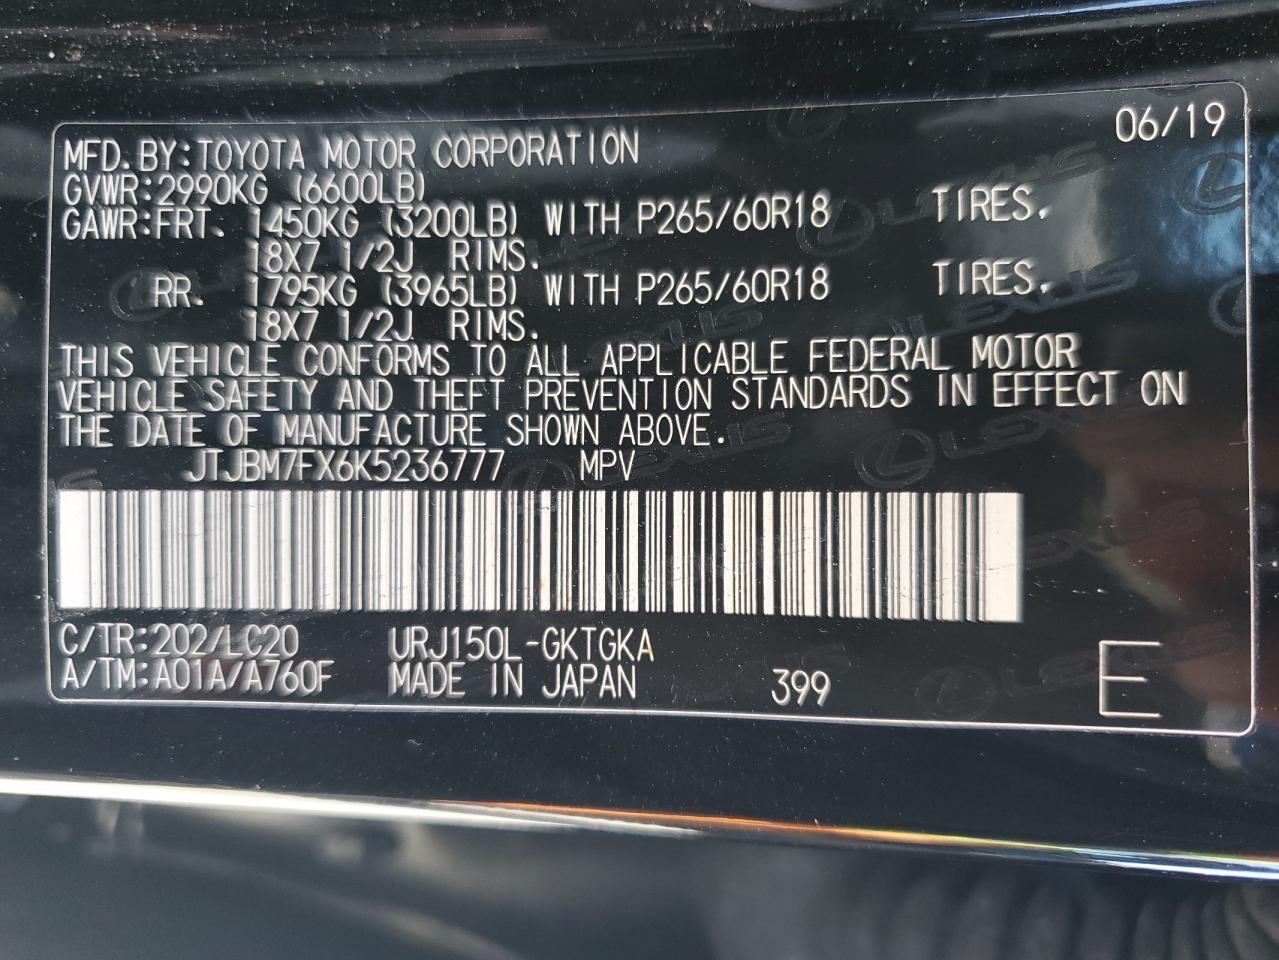 06/19
MFD. BY:TOYOTA MOTOR CORPORATION
GVWR:2990KG (6600LB)
GAWR:FRT. 1450KG (3200LB) WITH P265/60R18 TIRES.
18X7 1/2J RIMS.
RR. 1795KG (3965LB) WITH P265/60R18 TIRES.
18X7 1/2J RIMS.
THIS VEHICLE CONFORMS TO ALL APPLICABLE FEDERAL MOTOR
VEHICLE SAFETY AND THEFT PREVENTION STANDARDS IN EFFECT ON
THE DATE OF MANUFACTURE SHOWN ABOVE.
JTJBM7FX6K5236777 MPV
C/TR:202/LC20 URJ150L-GKTGKA
A/TM:A01A/A760F MADE IN JAPAN 399 E